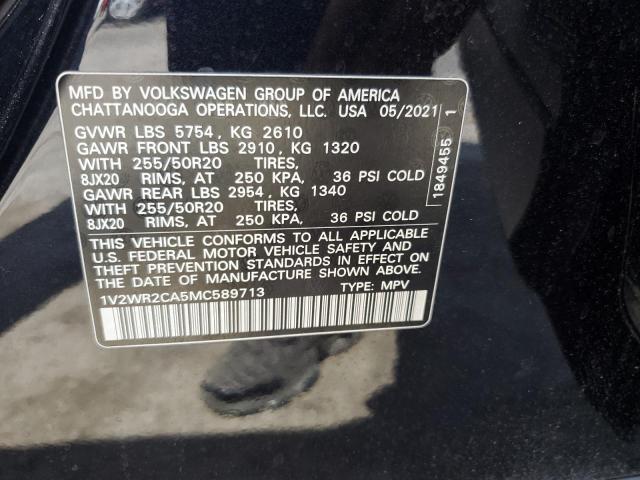 MFD BY VOLKSWAGEN GROUP OF AMERICA
CHATTANOOGA OPERATIONS, LLC. USA 05/2021
GVWR LBS 5754, KG 2610
GAWR FRONT LBS 2910, KG 1320
WITH 255/50R20 TIRES,
8JX20 RIMS, AT 250 KPA, 36 PSI COLD
GAWR REAR LBS 2954, KG 1340
WITH 255/50R20 TIRES,
8JX20 RIMS, AT 250 KPA, 36 PSI COLD
THIS VEHICLE CONFORMS TO ALL APPLICABLE
U.S. FEDERAL MOTOR VEHICLE SAFETY AND
THEFT PREVENTION STANDARDS IN EFFECT ON
THE DATE OF MANUFACTURE SHOWN ABOVE.
1V2WR2CA5MC589713 TYPE: MPV
1849455 1